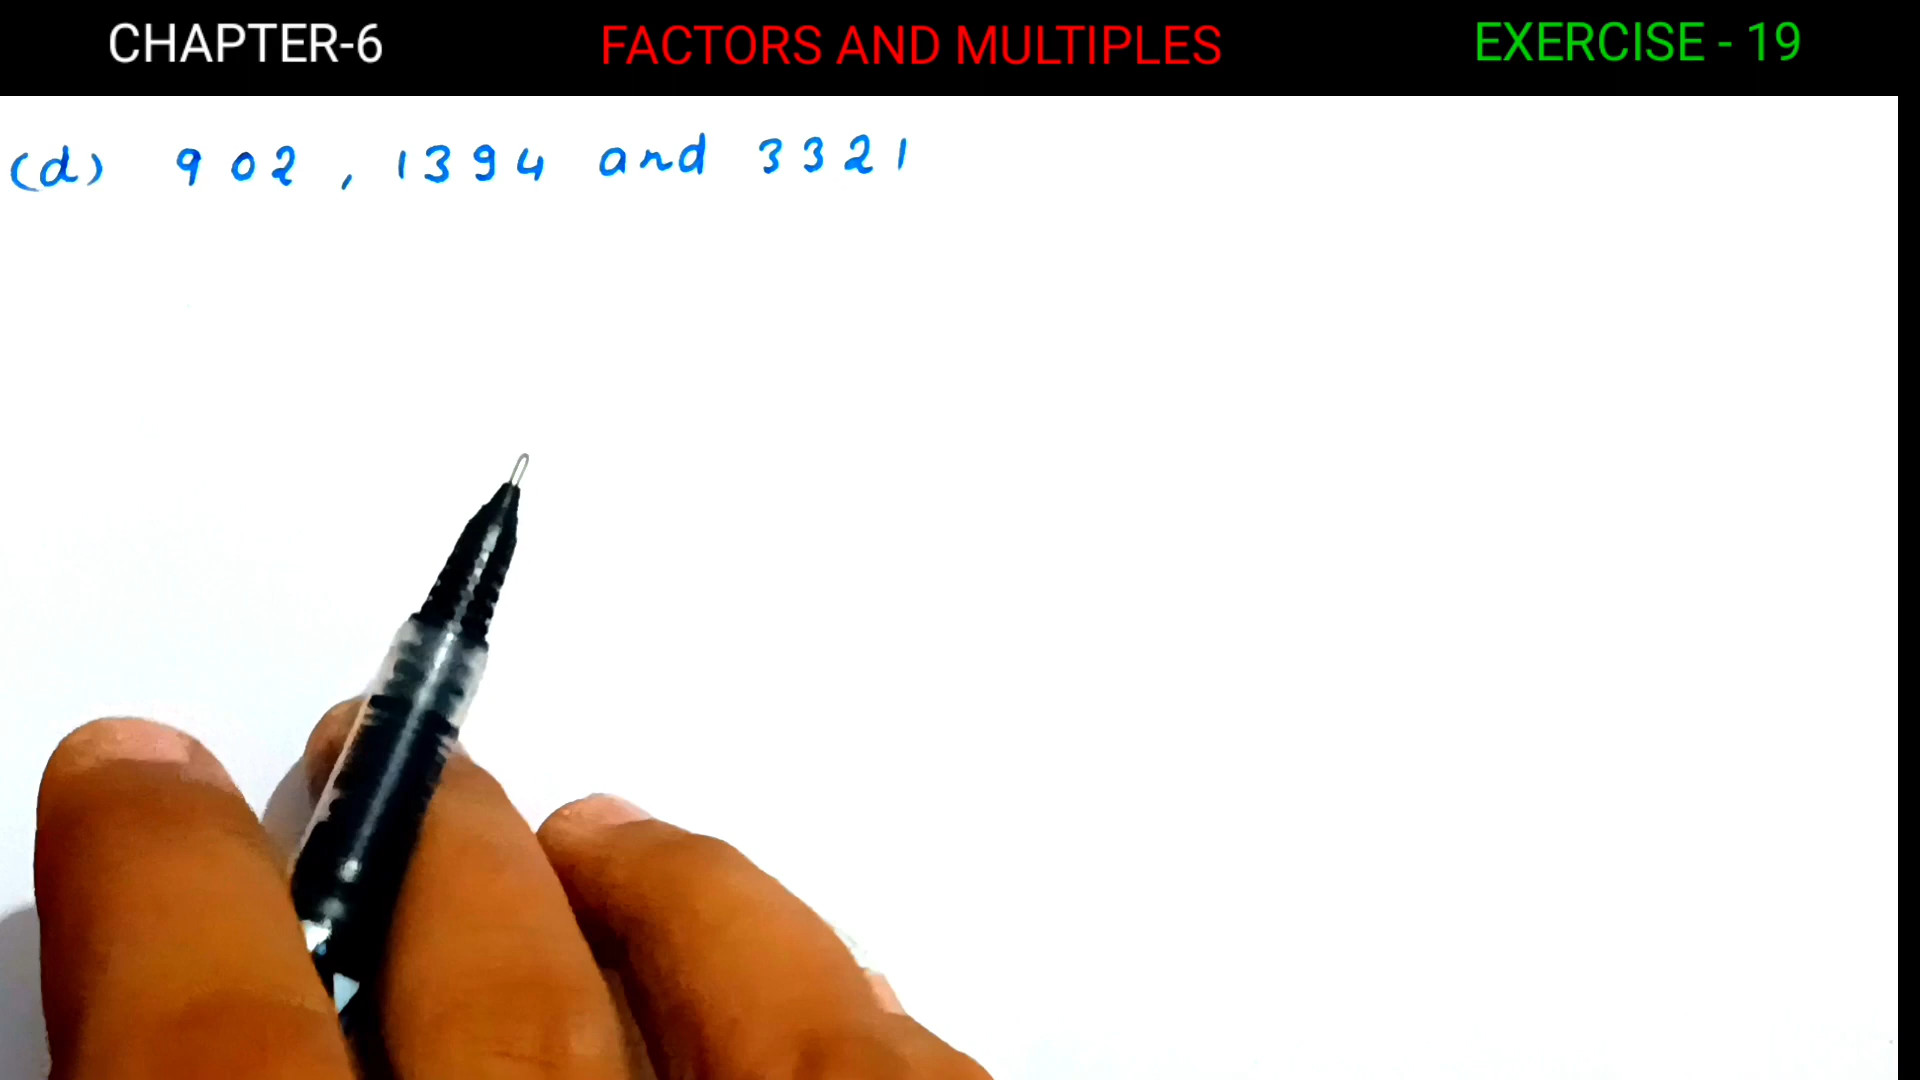 CHAPTER-6 FACTORS AND MULTIPLES EXERCISE - 19
(d) 902, 1394 and 3321